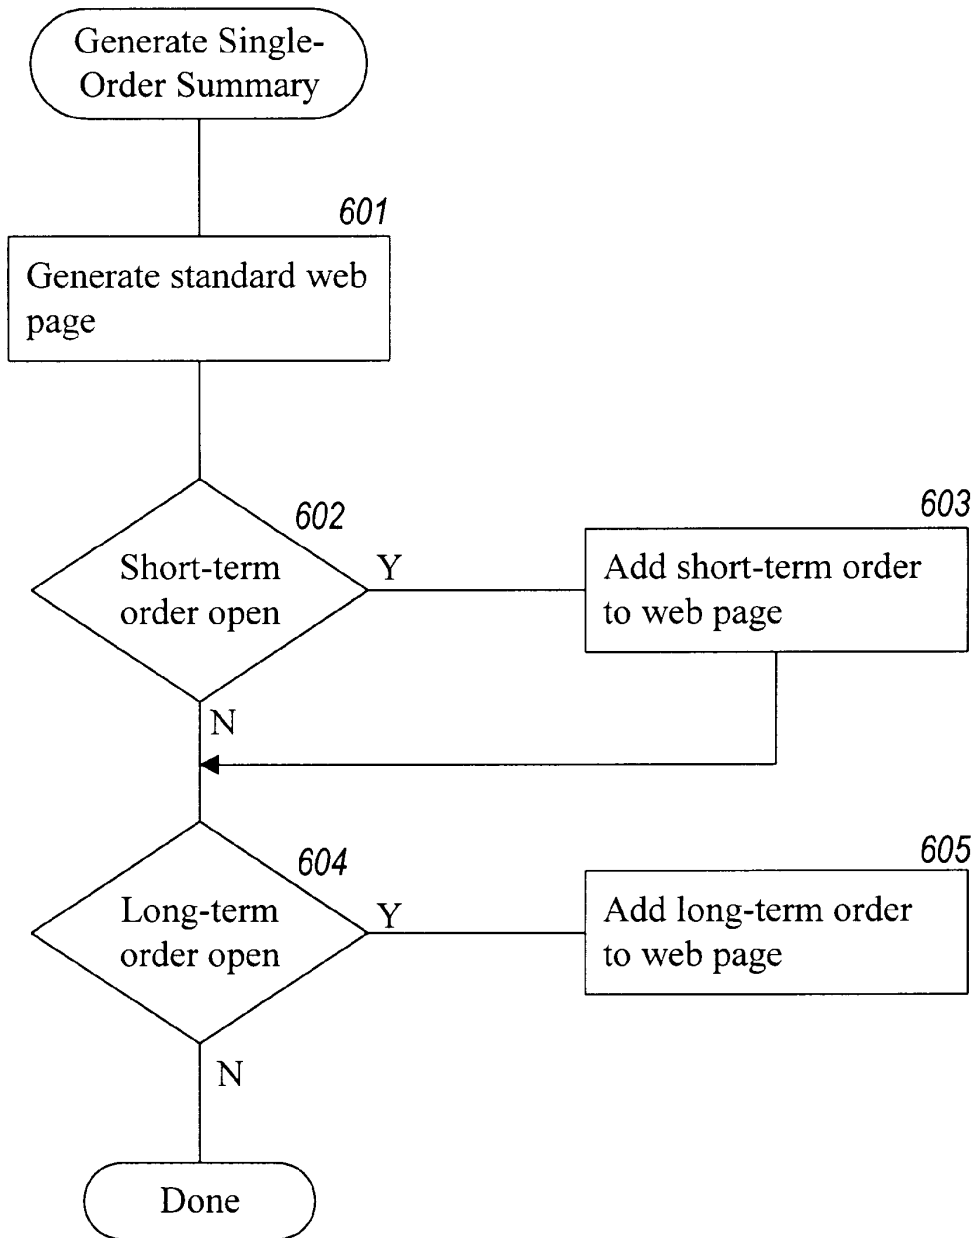 Generate Single-
Order Summary
601
Generate standard web
page
602
Short-term
order open
Y
N
603
Add short-term order
to web page
604
Long-term
order open
Y
N
605
Add long-term order
to web page
Done